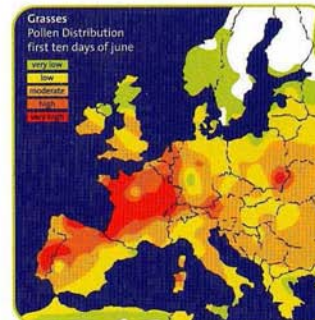 Grasses
Pollen Distribution
first ten days of june
very low
low
moderate
high
very high